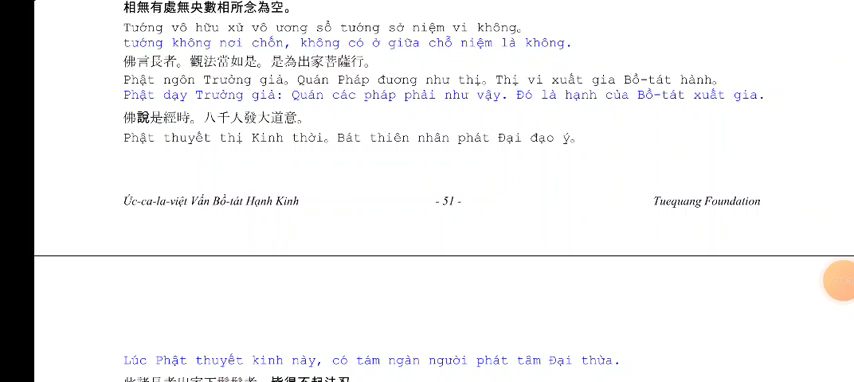 相無有處無央數相所念為空。
Tướng vô hữu xứ vô ương sổ tướng sở niệm vi không。
tướng không nơi chốn, không có ở giữa chỗ niệm là không.
佛言長者。觀法當如是。是為出家菩薩行。
Phật ngôn Trưởng giả。Quán Pháp đương như thị。Thị vi xuất gia Bồ-tát hành。
Phật dạy Trưởng giả: Quán các pháp phải như vậy. Đó là hạnh của Bồ-tát xuất gia.
佛說是經時。八千人發大道意。
Phật thuyết thị Kinh thời。Bát thiên nhân phát Đại đạo ý。
Úc-ca-la-việt Vấn Bồ-tát Hạnh Kinh - 51 - Tuequang Foundation
Lúc Phật thuyết kinh này, có tám ngàn người phát tâm Đại thừa.